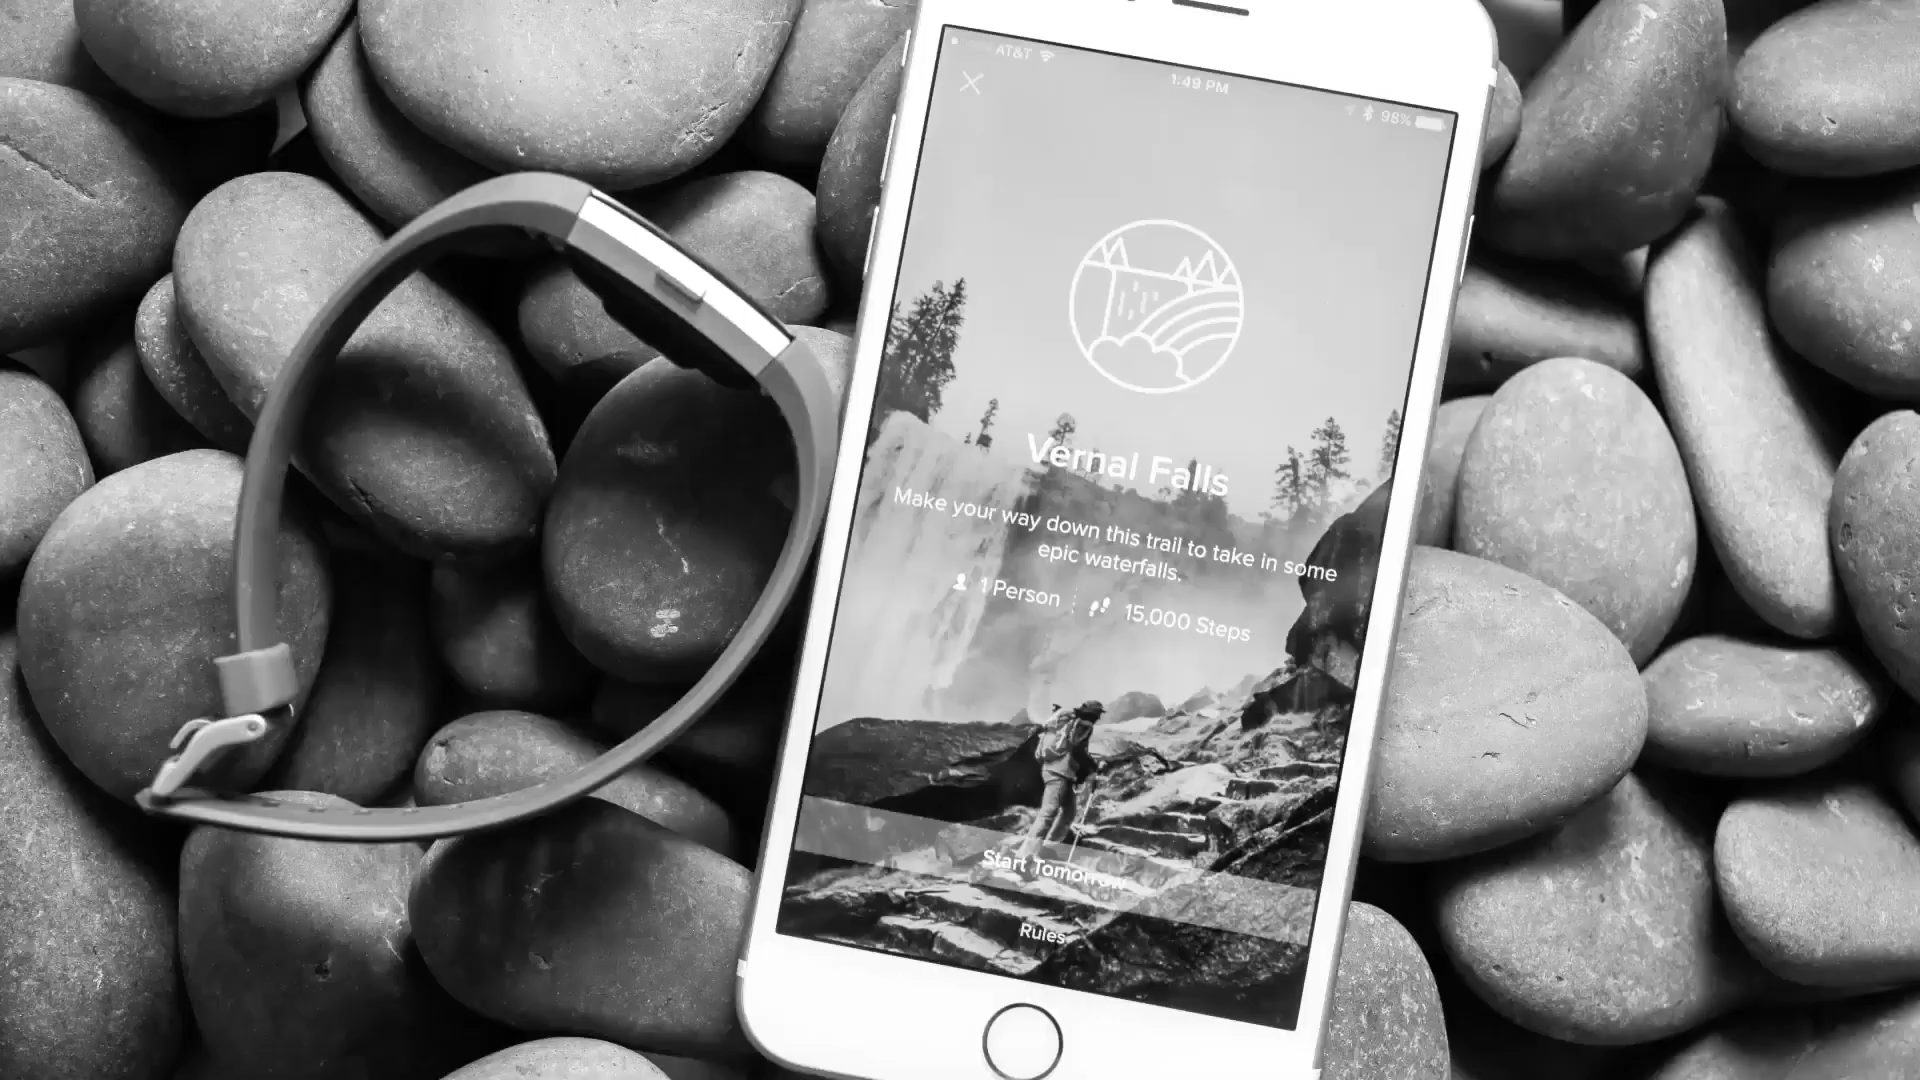 AT&T
1:49 PM
98%
Vernal Falls
Make your way down this trail to take in some
epic waterfalls.
1 Person
15,000 Steps
Start Tomorrow
Rules